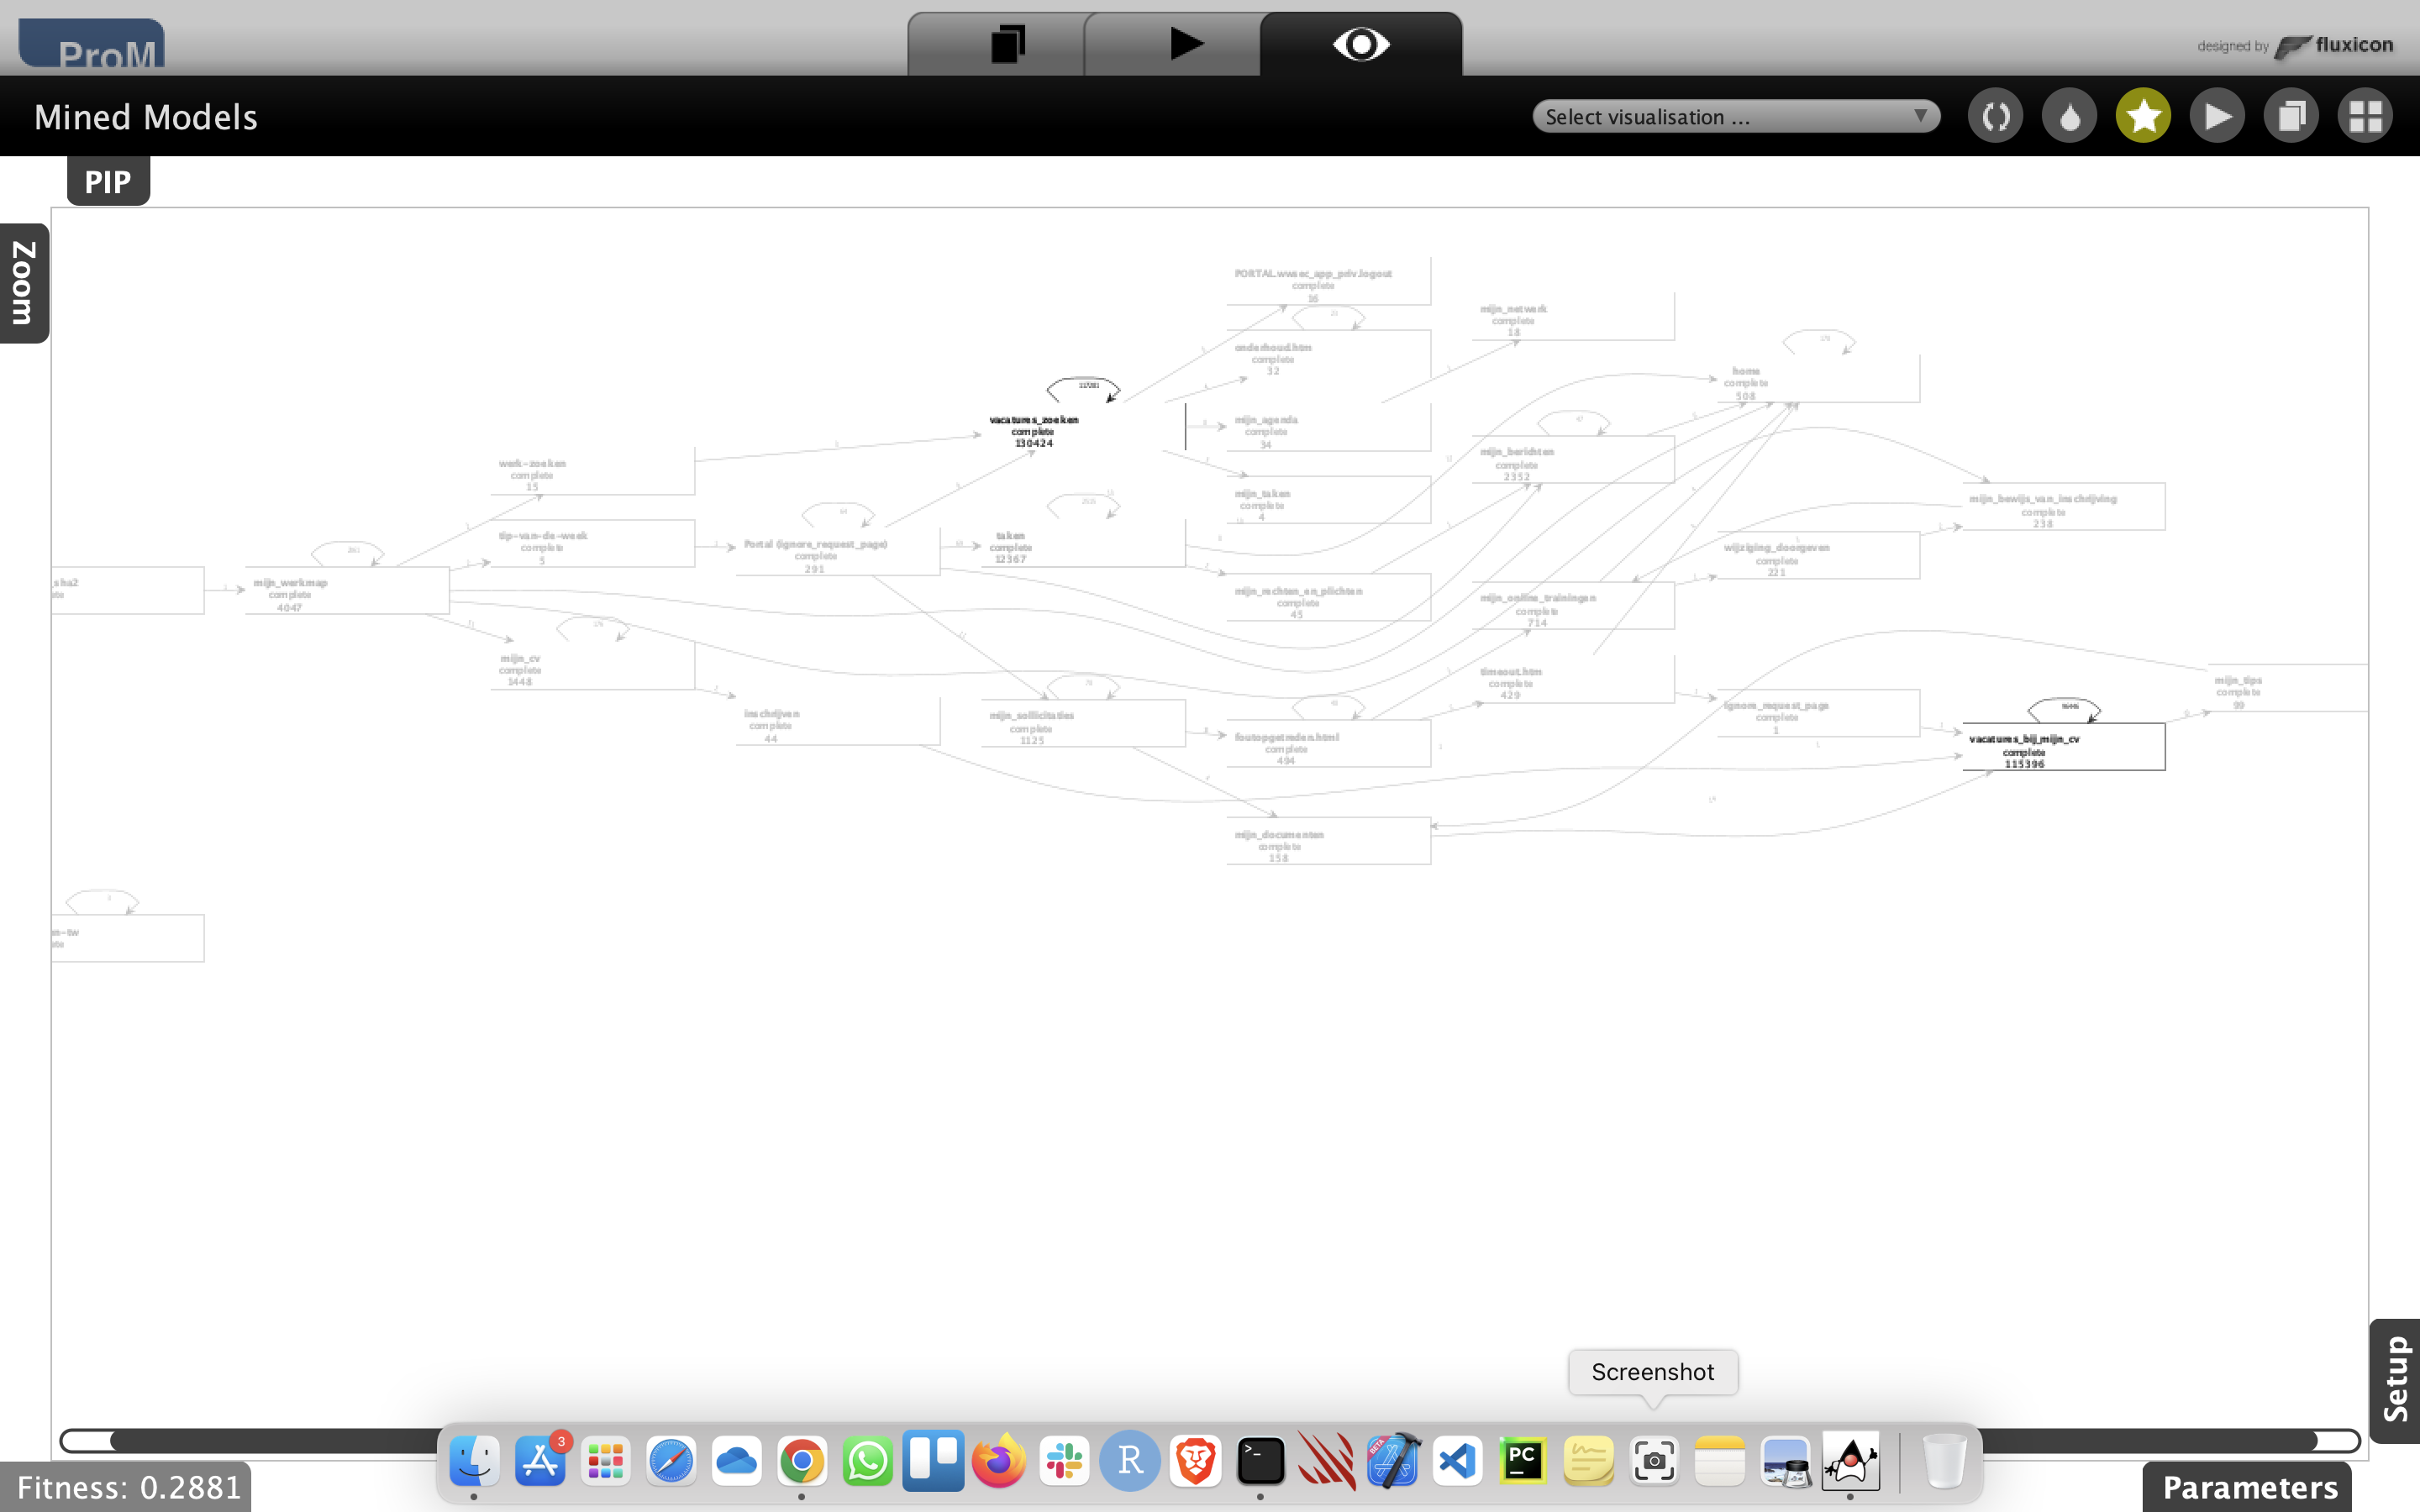 ProM
designed by fluxicon
Mined Models
Select visualisation ...
PIP
Zoom
PORTAL.wwsec_app_priv.logout
complete
16
mijn_netwerk
complete
18
onderhoud.htm
complete
32
home
complete
508
vacatures_zoeken
complete
130424
mijn_agenda
complete
34
mijn_berichten
complete
2352
werk-zoeken
complete
15
mijn_taken
complete
4
mijn_bewijs_van_inschrijving
complete
238
tip-van-de-week
complete
5
Portal (ignore_request_page)
complete
291
taken
complete
12367
wijziging_doorgeven
complete
221
_sha2
mijn_werkmap
complete
4047
mijn_rechten_en_plichten
complete
45
mijn_online_trainingen
complete
714
mijn_cv
complete
1448
timeout.htm
complete
429
mijn_tips
complete
99
inschrijven
complete
44
mijn_sollicitaties
complete
1125
foutopgetreden.html
complete
494
ignore_request_page
complete
1
vacatures_bij_mijn_cv
complete
115396
mijn_documenten
complete
158
n-tw
Setup
Screenshot
3
R
BETA
PC
Fitness: 0.2881
Parameters